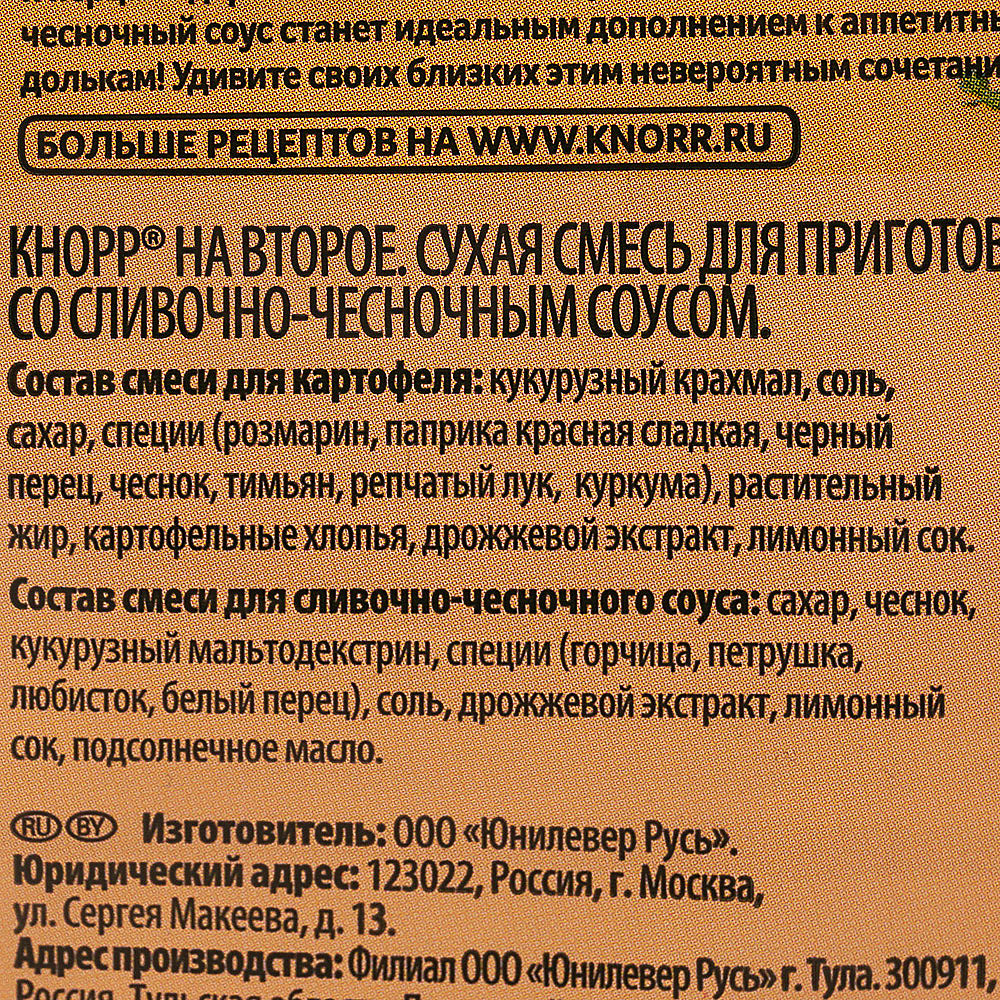 чесночный соус станет идеальным дополнением к аппетитны
долькам! Удивите своих близких этим невероятным сочетани
БОЛЬШЕ РЕЦЕПТОВ НА WWW.KNORR.RU
КНОРР® НА ВТОРОЕ. СУХАЯ СМЕСЬ ДЛЯ ПРИГОТОВ
СО СЛИВОЧНО-ЧЕСНОЧНЫМ СОУСОМ.
Состав смеси для картофеля: кукурузный крахмал, соль,
сахар, специи (розмарин, паприка красная сладкая, черный
перец, чеснок, тимьян, репчатый лук, куркума), растительный
жир, картофельные хлопья, дрожжевой экстракт, лимонный сок.
Состав смеси для сливочно-чесночного соуса: сахар, чеснок,
кукурузный мальтодекстрин, специи (горчица, петрушка,
любисток, белый перец), соль, дрожжевой экстракт, лимонный
сок, подсолнечное масло.
RU BY Изготовитель: ООО «Юнилевер Русь».
Юридический адрес: 123022, Россия, г. Москва,
ул. Сергея Макеева, д. 13.
Адрес производства: Филиал ООО «Юнилевер Русь» г. Тула. 300911,
Россия, Тульская область,